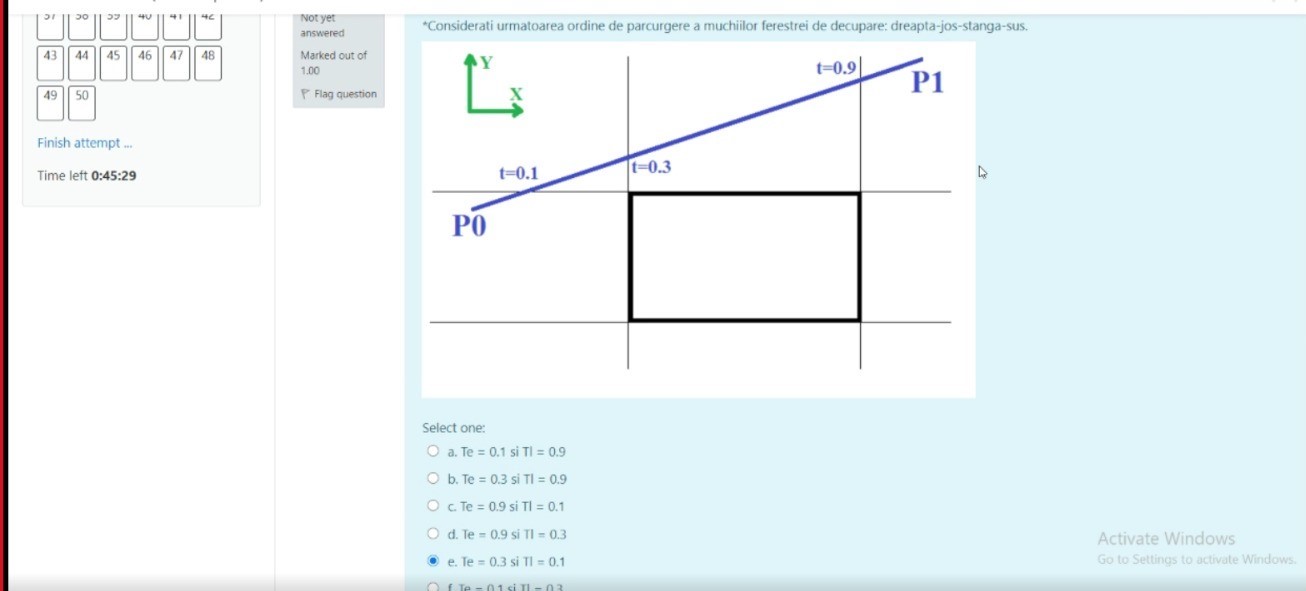 37 38 39 40 41 42
43 44 45 46 47 48
49 50
Finish attempt ...
Time left 0:45:29
Not yet
answered
Marked out of
1.00
Flag question
*Considerati urmatoarea ordine de parcurgere a muchiilor ferestrei de decupare: dreapta-jos-stanga-sus.
Y
X
t=0.9
P1
t=0.1
t=0.3
P0
Select one:
a. Te = 0.1 si Tl = 0.9
b. Te = 0.3 si Tl = 0.9
c. Te = 0.9 si Tl = 0.1
d. Te = 0.9 si Tl = 0.3
e. Te = 0.3 si Tl = 0.1
f. Te = 0.1 si Tl = 0.3
Activate Windows
Go to Settings to activate Windows.